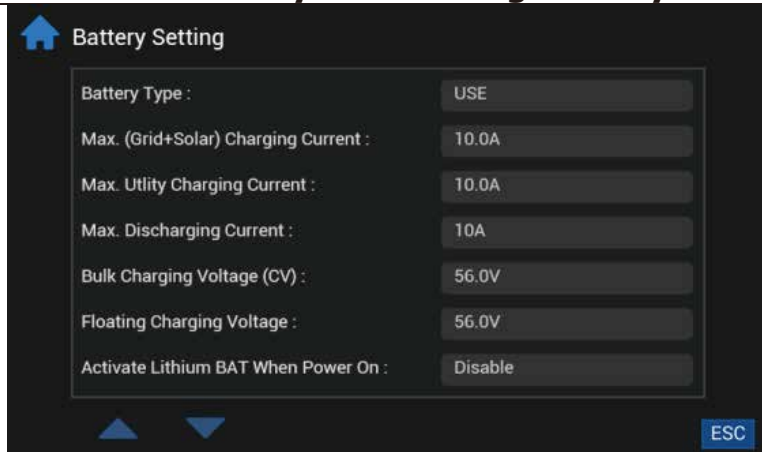 Battery Setting
Battery Type : USE
Max. (Grid+Solar) Charging Current : 10.0A
Max. Utlity Charging Current : 10.0A
Max. Discharging Current : 10A
Bulk Charging Voltage (CV) : 56.0V
Floating Charging Voltage : 56.0V
Activate Lithium BAT When Power On : Disable
ESC